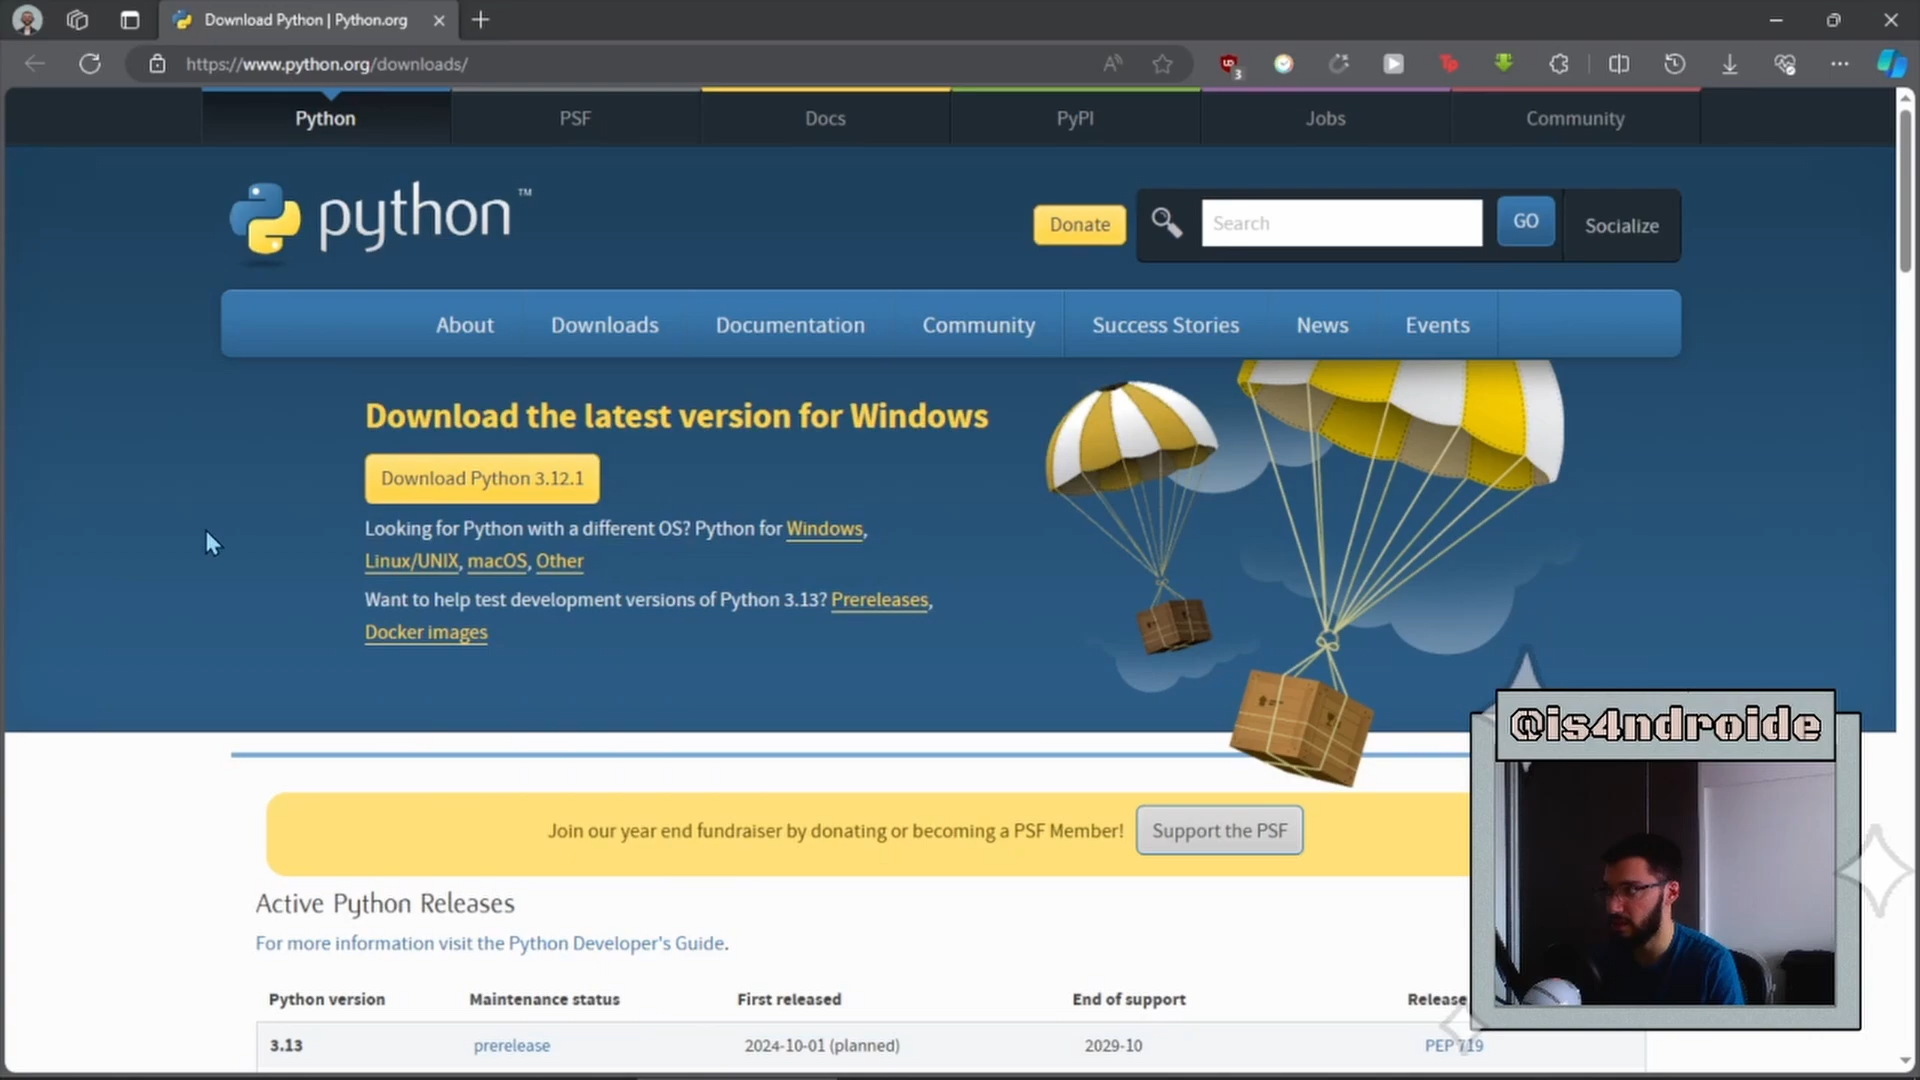 Download Python | Python.org
https://www.python.org/downloads/
3
Python PSF Docs PyPI Jobs Community
python™
Donate
Search
GO
Socialize
About Downloads Documentation Community Success Stories News Events
Download the latest version for Windows
Download Python 3.12.1
Looking for Python with a different OS? Python for Windows,
Linux/UNIX, macOS, Other
Want to help test development versions of Python 3.13? Prereleases,
Docker images
@is4ndroide
Join our year end fundraiser by donating or becoming a PSF Member!
Support the PSF
Active Python Releases
For more information visit the Python Developer's Guide.
Python version Maintenance status First released End of support Release
3.13 prerelease 2024-10-01 (planned) 2029-10 PEP 719